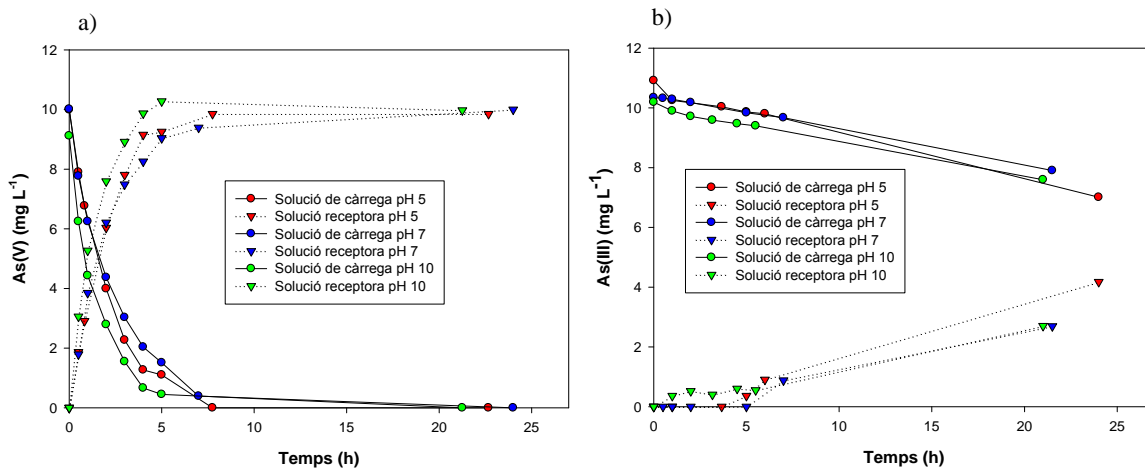 a)
As(V) (mg L-1)
12
10
8
6
4
2
0
Solució de càrrega pH 5
Solució receptora pH 5
Solució de càrrega pH 7
Solució receptora pH 7
Solució de càrrega pH 10
Solució receptora pH 10
0 5 10 15 20 25
Temps (h)
b)
As(III) (mg L-1)
12
10
8
6
4
2
0
Solució de càrrega pH 5
Solució receptora pH 5
Solució de càrrega pH 7
Solució receptora pH 7
Solució de càrrega pH 10
Solució receptora pH 10
0 5 10 15 20 25
Temps (h)